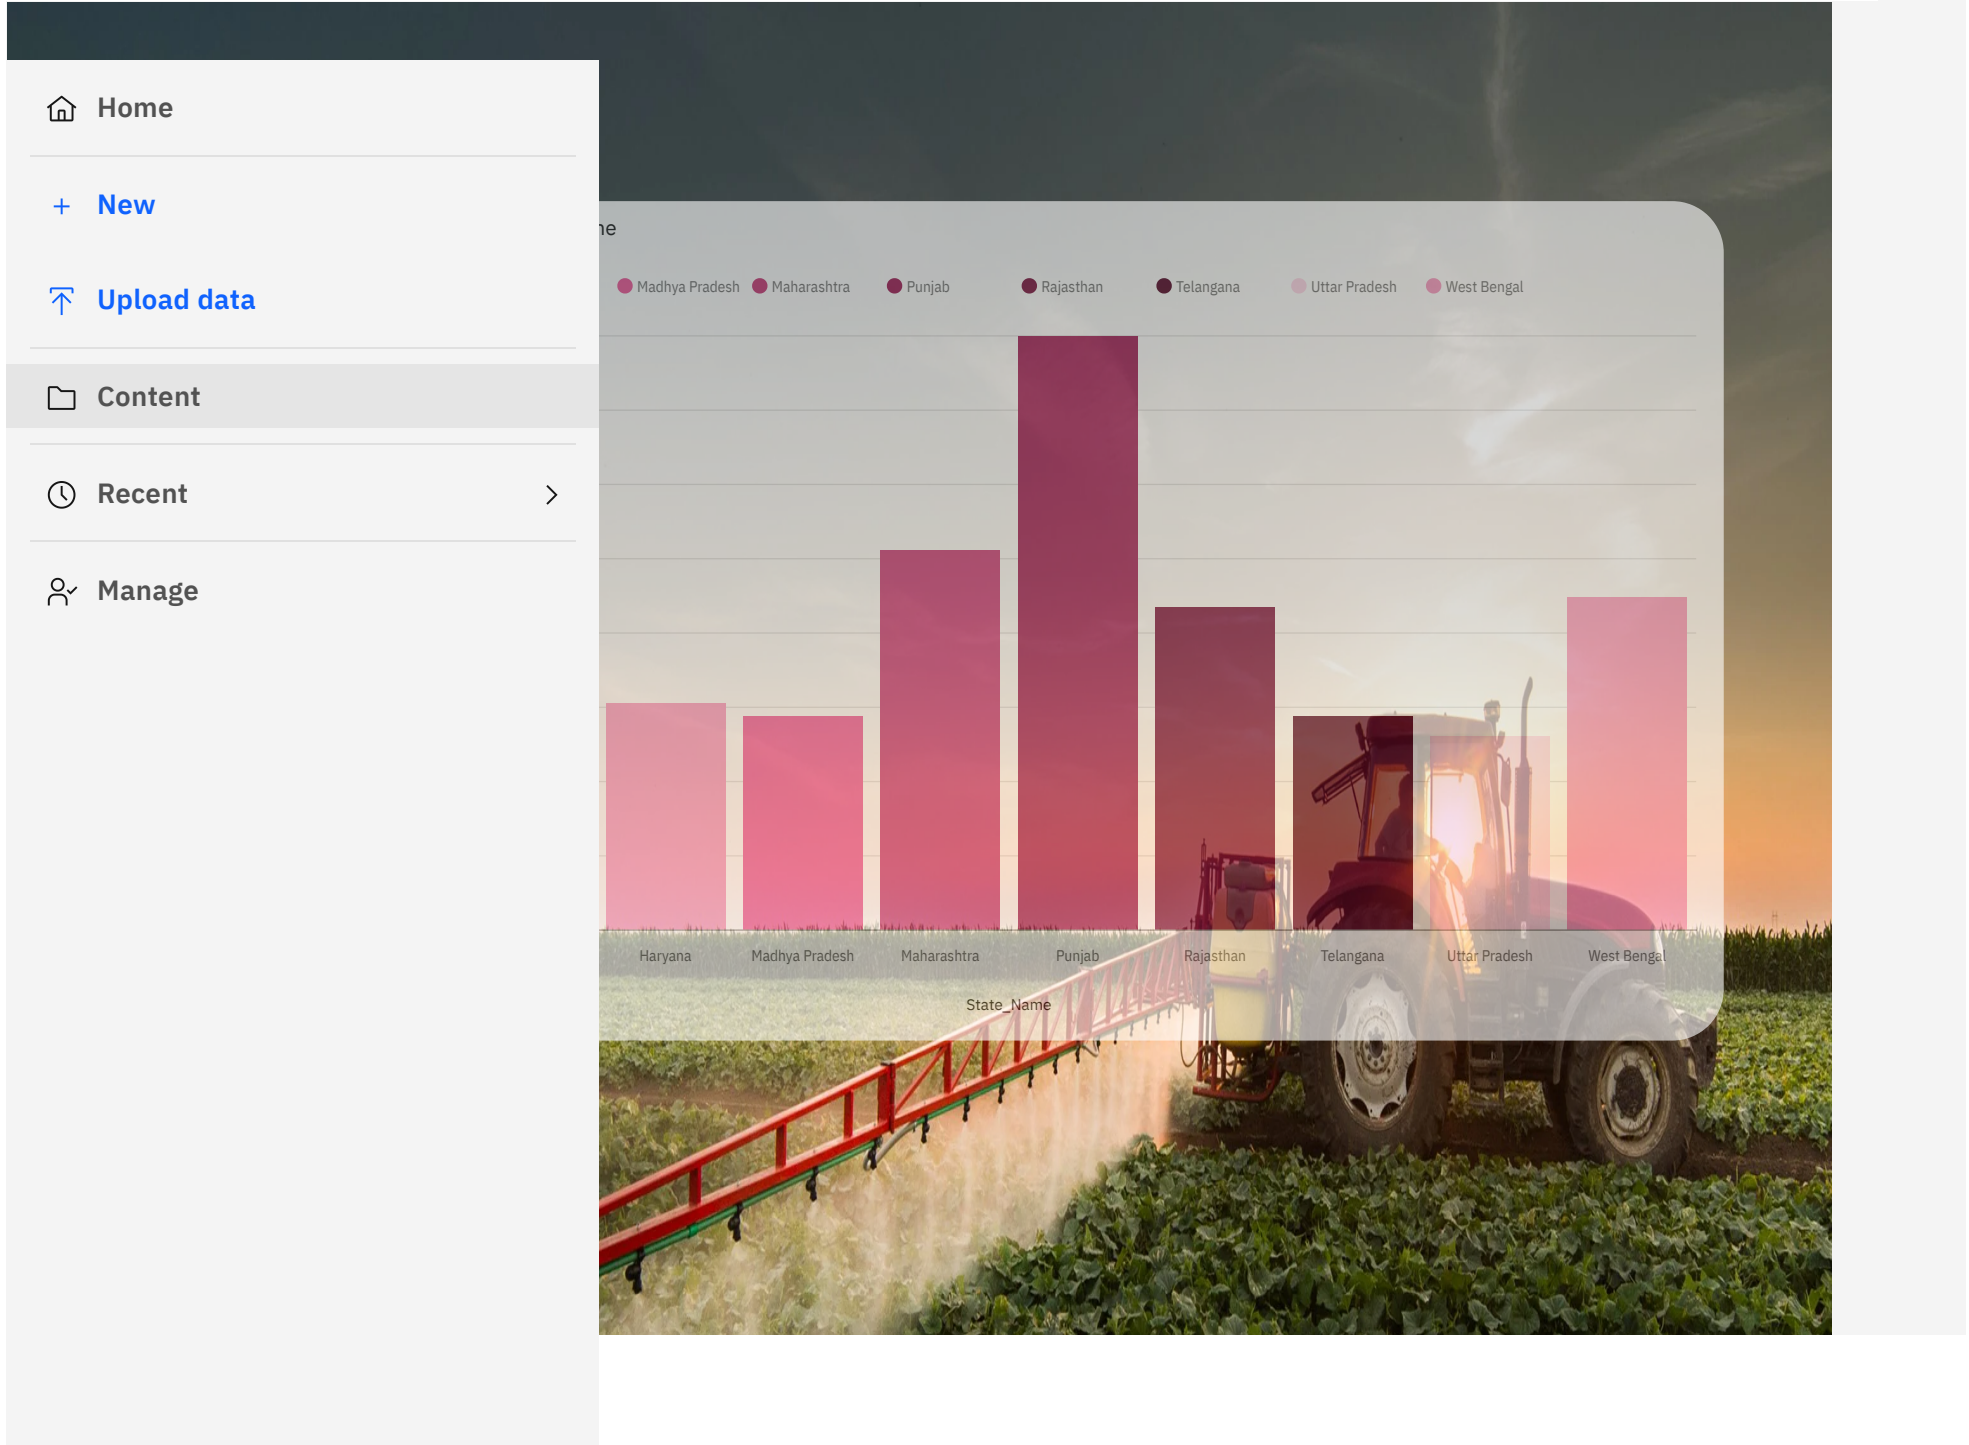 Home
New
Upload data
Content
Recent
Manage
Madhya Pradesh Maharashtra Punjab Rajasthan Telangana Uttar Pradesh West Bengal
Haryana Madhya Pradesh Maharashtra Punjab Rajasthan Telangana Uttar Pradesh West Bengal
State_Name